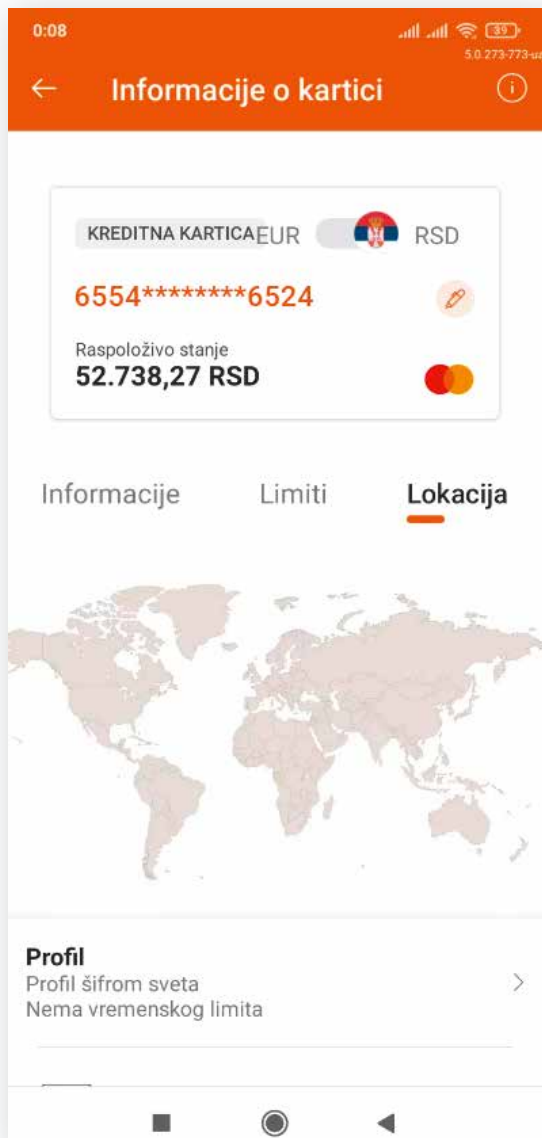 0:08
39
5.0.273-773-ua
Informacije o kartici
KREDITNA KARTICA EUR RSD
6554********6524
Raspoloživo stanje
52.738,27 RSD
Informacije Limiti Lokacija
Profil
Profil šifrom sveta
Nema vremenskog limita